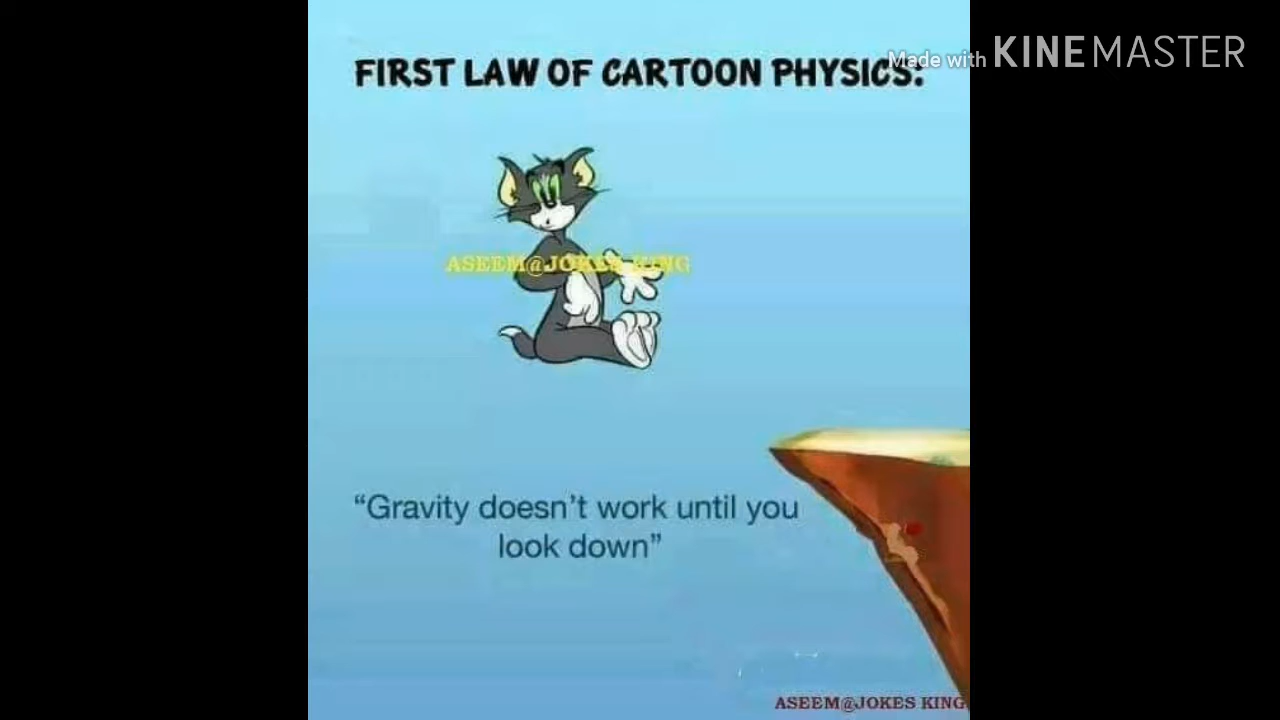 Made with KINEMASTER
FIRST LAW OF CARTOON PHYSICS:
ASEEM@JOKES KING
“Gravity doesn’t work until you
look down”
ASEEM@JOKES KING